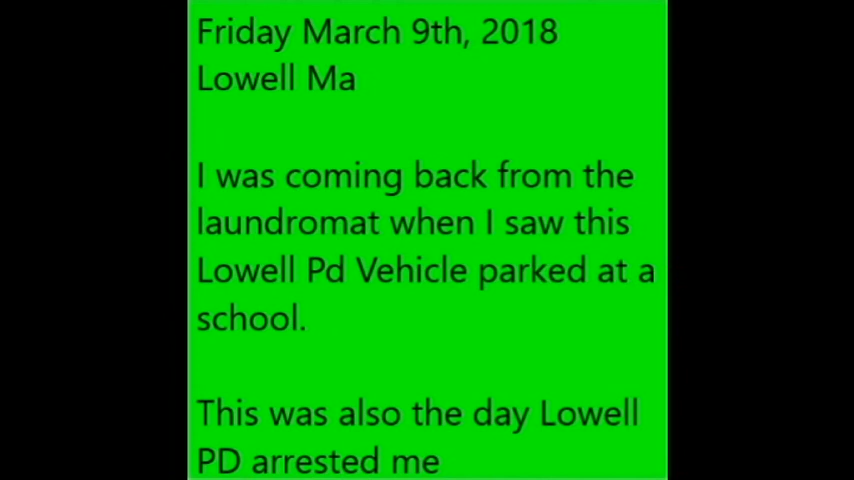 Friday March 9th, 2018
Lowell Ma
I was coming back from the
laundromat when I saw this
Lowell Pd Vehicle parked at a
school.
This was also the day Lowell
PD arrested me